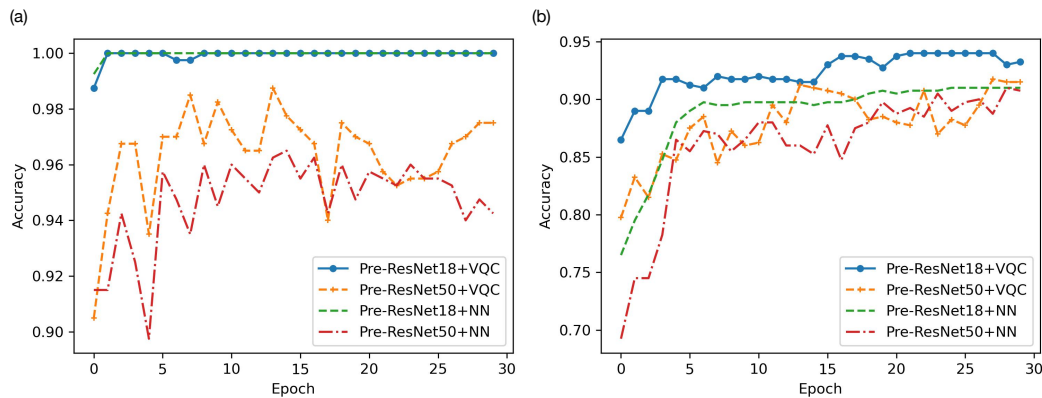 (a)
1.00
0.98
0.96
0.94
0.92
0.90
Accuracy
0
5
10
15
20
25
30
Epoch
Pre-ResNet18+VQC
Pre-ResNet50+VQC
Pre-ResNet18+NN
Pre-ResNet50+NN
(b)
0.95
0.90
0.85
0.80
0.75
0.70
Accuracy
0
5
10
15
20
25
30
Epoch
Pre-ResNet18+VQC
Pre-ResNet50+VQC
Pre-ResNet18+NN
Pre-ResNet50+NN